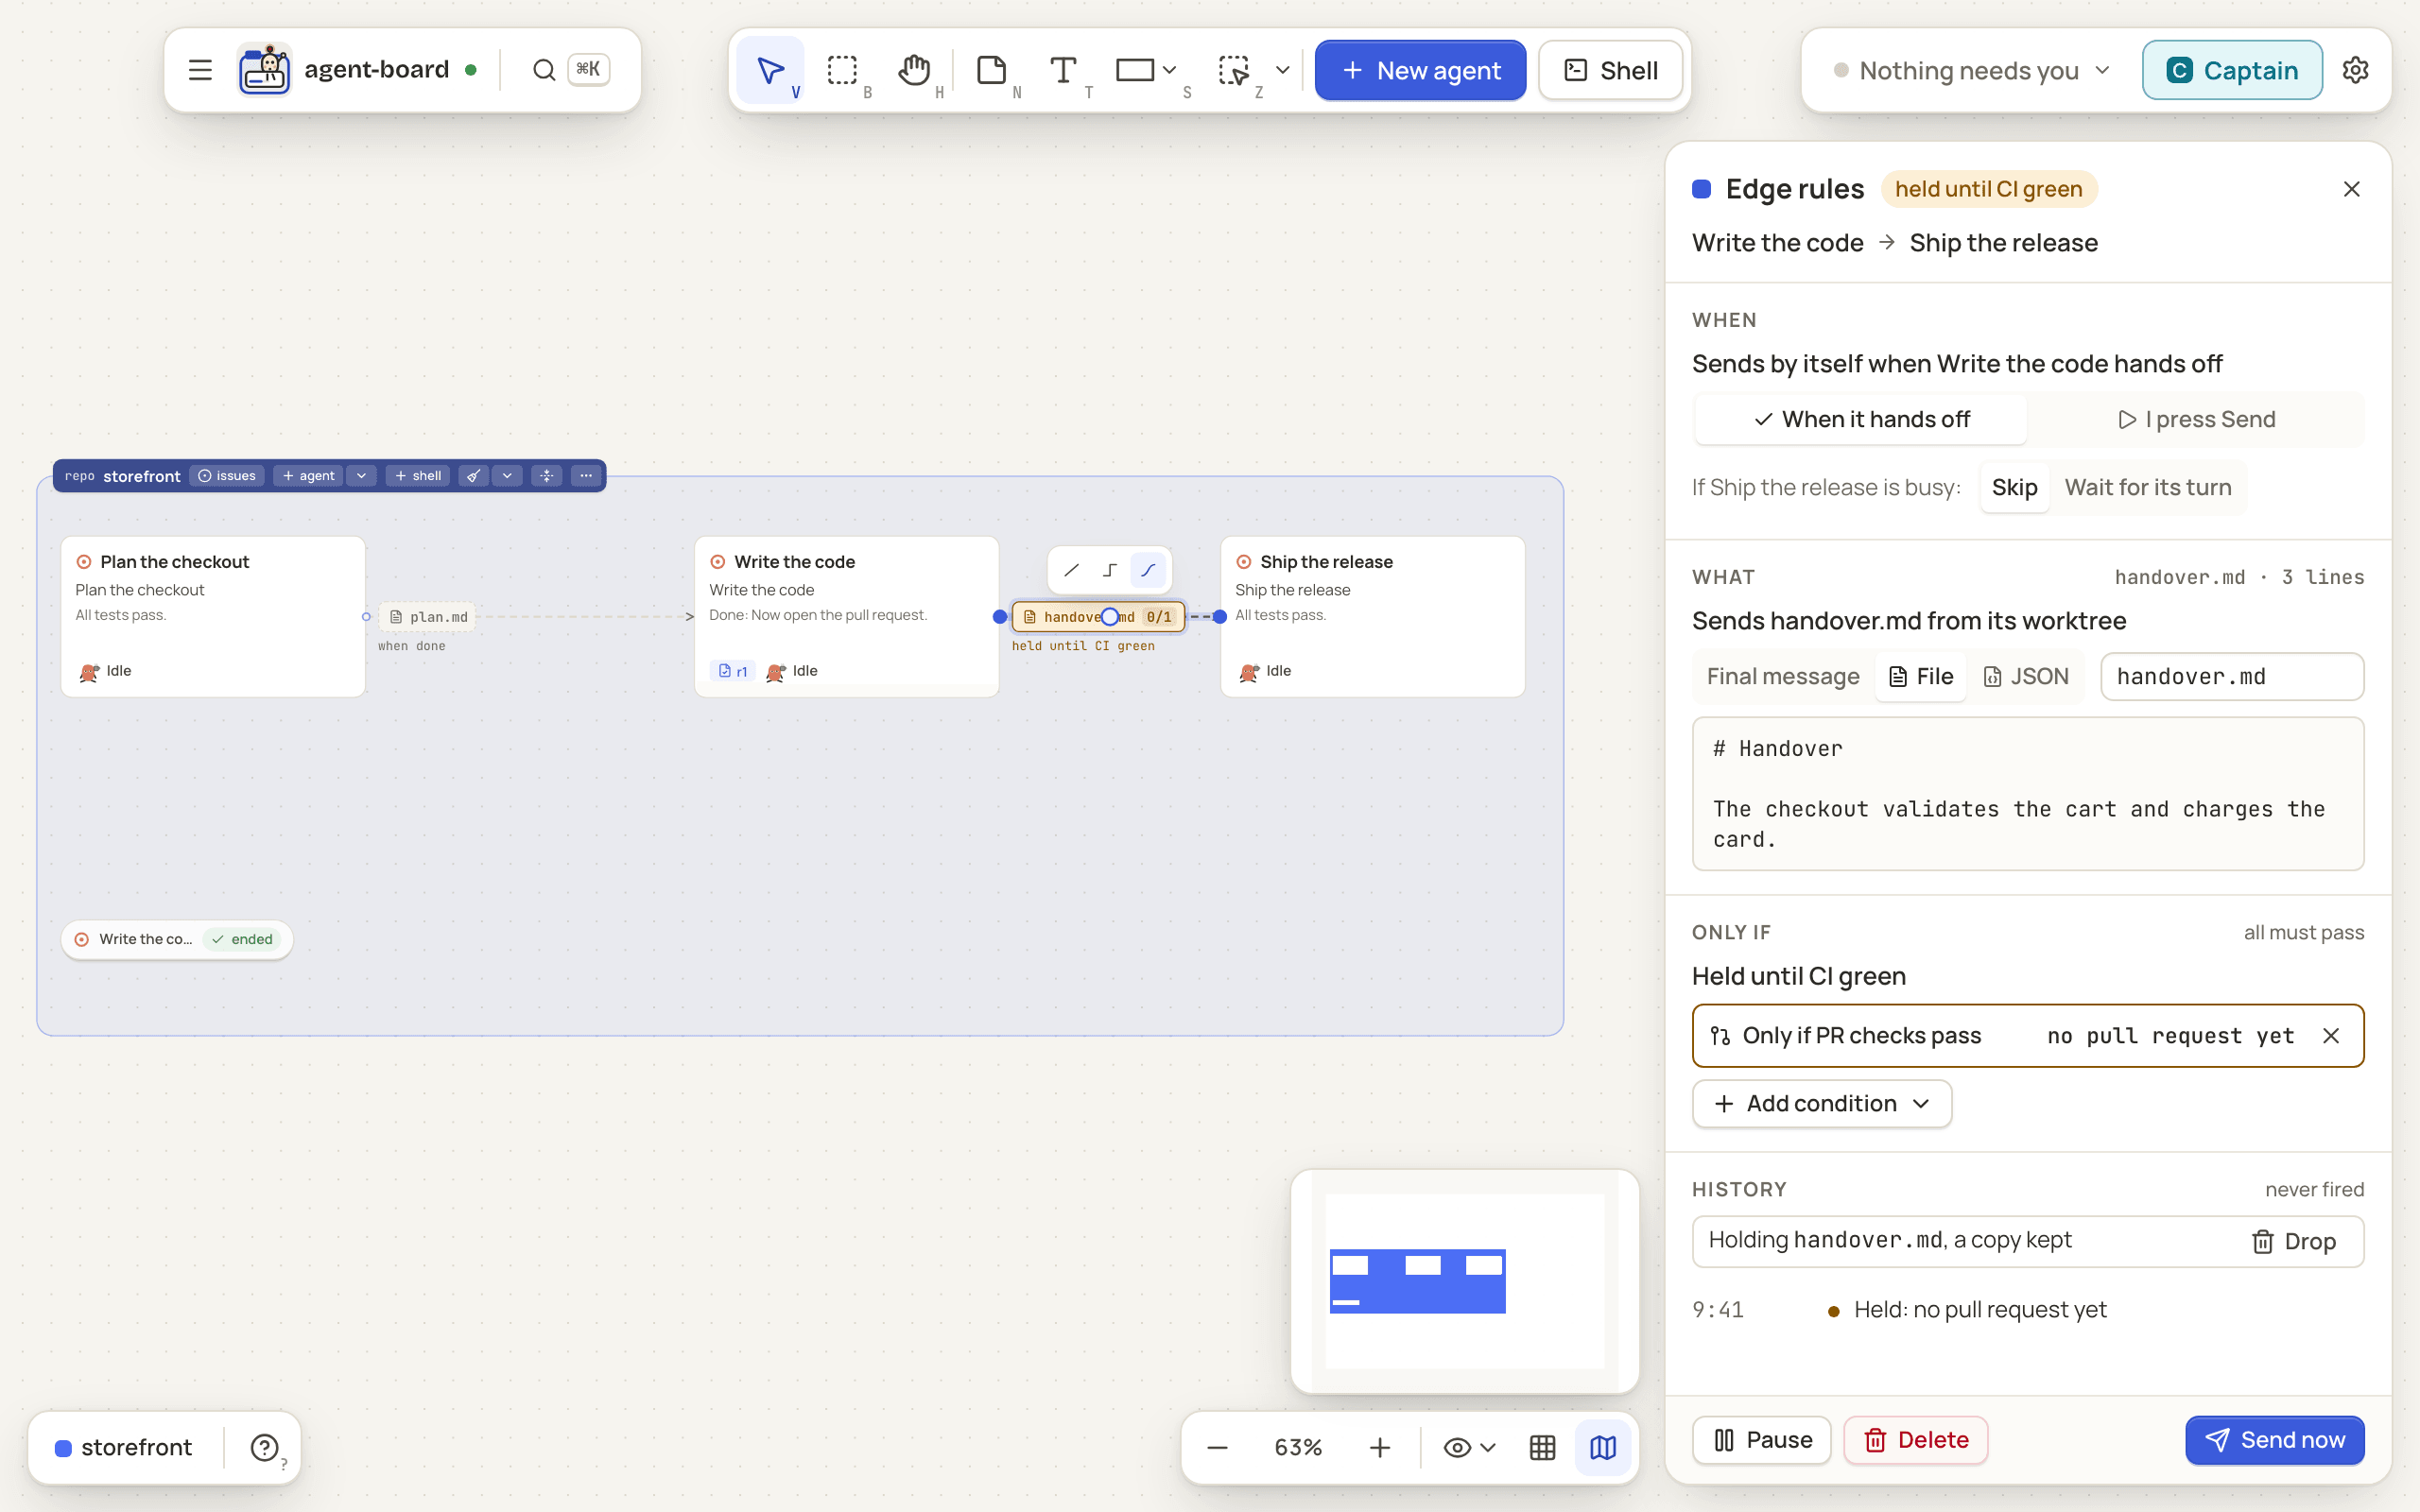 agent-board
⌘K
V
B
H
N
T
S
Z
New agent
Shell
Nothing needs you
C Captain
Edge rules held until CI green
Write the code → Ship the release
WHEN
Sends by itself when Write the code hands off
When it hands off
I press Send
If Ship the release is busy: Skip Wait for its turn
WHAT handover.md · 3 lines
Sends handover.md from its worktree
Final message File JSON handover.md
# Handover
The checkout validates the cart and charges the
card.
ONLY IF all must pass
Held until CI green
Only if PR checks pass no pull request yet
Add condition
HISTORY never fired
Holding handover.md, a copy kept Drop
9:41 Held: no pull request yet
Pause Delete Send now
repo storefront issues + agent + shell
Plan the checkout
Plan the checkout
All tests pass.
Idle
plan.md
when done
Write the code
Write the code
Done: Now open the pull request.
r1 Idle
0/1
held until CI green
Ship the release
Ship the release
All tests pass.
Idle
Write the co... ended
storefront
?
63%